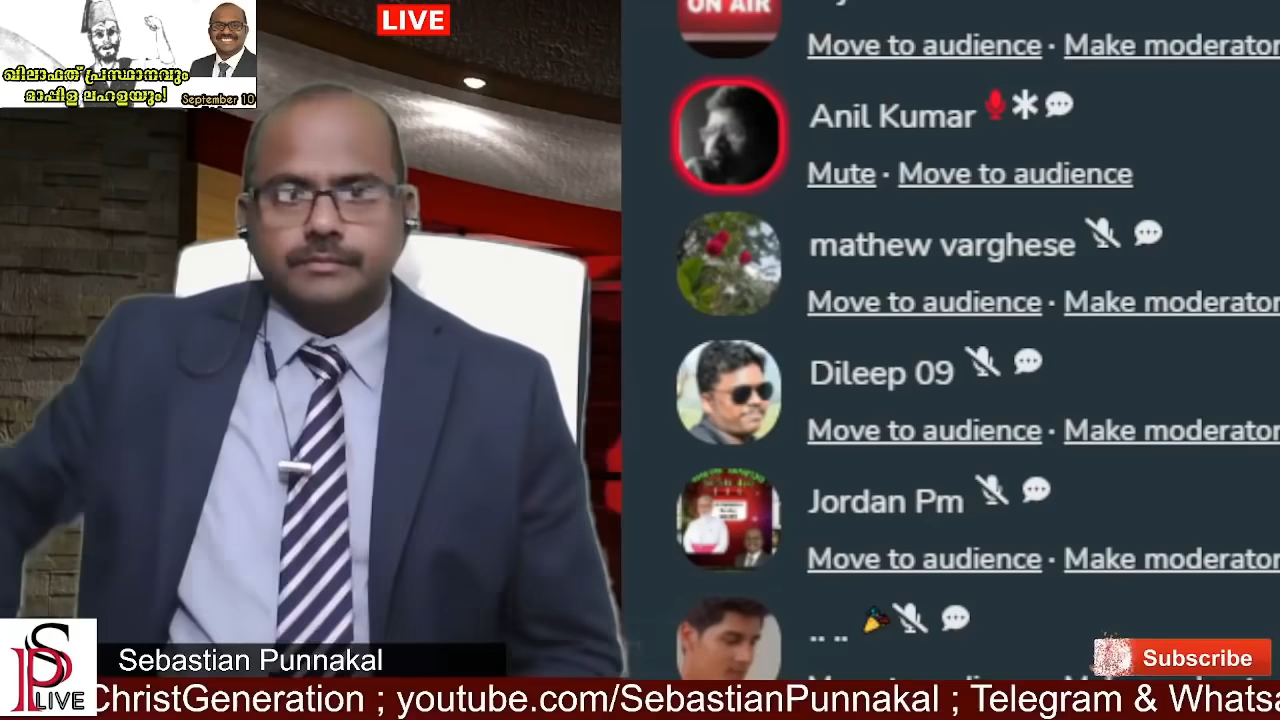 ഖിലാഫത് പ്രസ്ഥാനവും
മാപ്പിള ലഹളയും!
September 10
LIVE
ON AIR
Move to audience · Make moderator
Anil Kumar
Mute · Move to audience
mathew varghese
Move to audience · Make moderator
Dileep 09
Move to audience · Make moderator
Jordan Pm
Move to audience · Make moderator
.. ..
Subscribe
PS LIVE
Sebastian Punnakal
ChristGeneration ; youtube.com/SebastianPunnakal ; Telegram & Whatsa